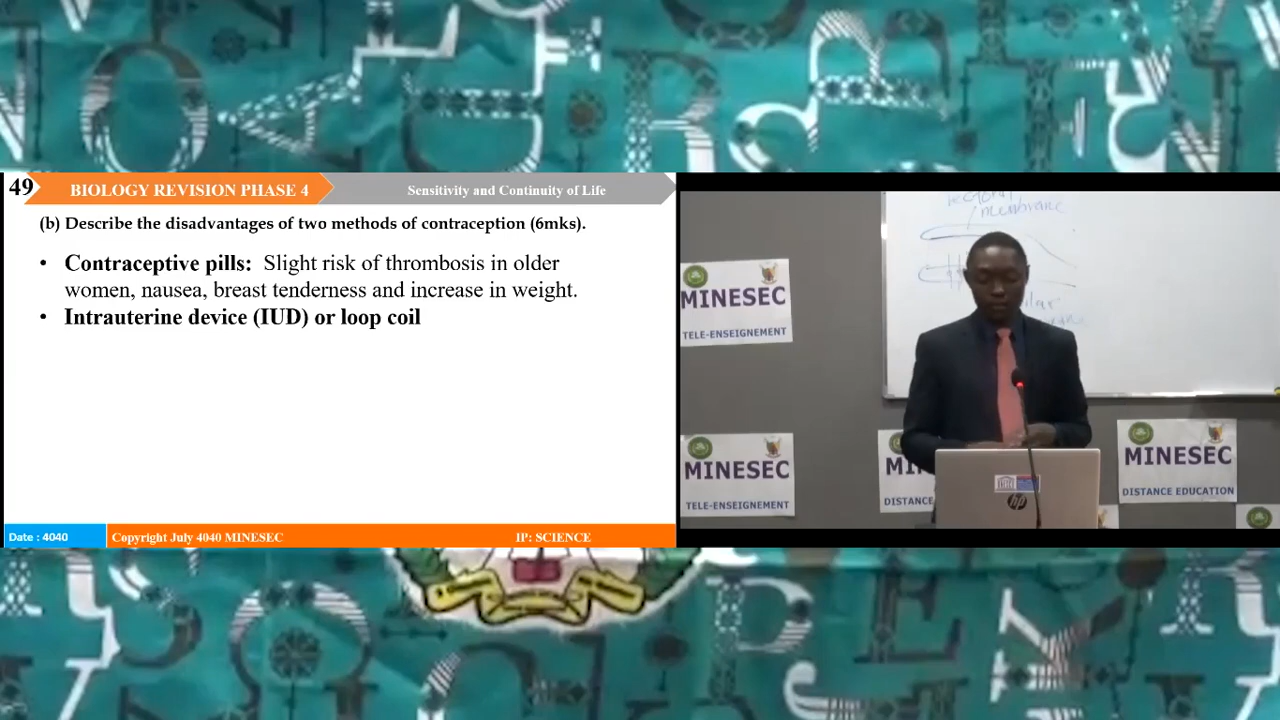 49
BIOLOGY REVISION PHASE 4
Sensitivity and Continuity of Life
(b) Describe the disadvantages of two methods of contraception (6mks).
• Contraceptive pills: Slight risk of thrombosis in older
women, nausea, breast tenderness and increase in weight.
• Intrauterine device (IUD) or loop coil
Date : 4040
Copyright July 4040 MINESEC
IP: SCIENCE
membrane
MINESEC
TELE-ENSEIGNEMENT
MINESEC
TELE-ENSEIGNEMENT
DISTANCE
hp
MINESEC
DISTANCE EDUCATION